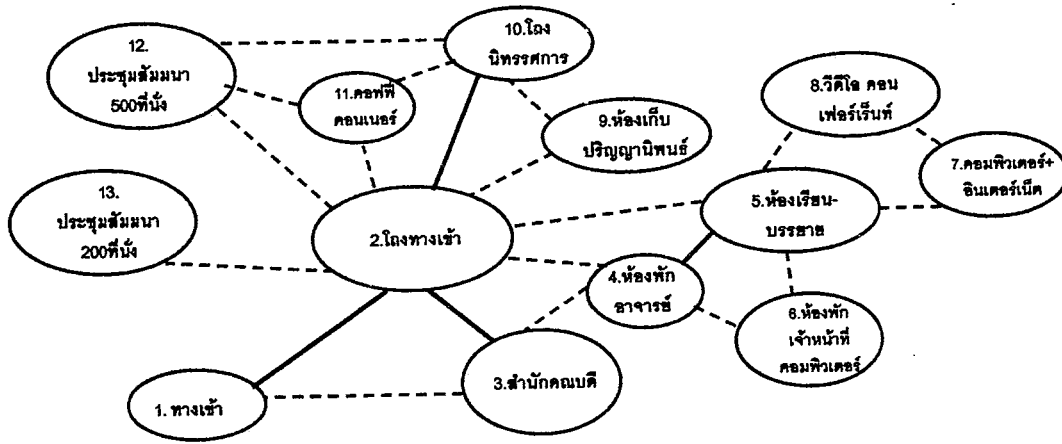 12.
ประชุมสัมมนา
500ที่นั่ง
10.โถง
นิทรรศการ
11.คอฟฟี่
คอนเนอร์
9.ห้องเก็บ
ปริญญานิพนธ์
8.วีดีโอ คอน
เฟอร์เร็นท์
7.คอมพิวเตอร์+
อินเตอร์เน็ต
13.
ประชุมสัมมนา
200ที่นั่ง
2.โถงทางเข้า
5.ห้องเรียน-
บรรยาย
4.ห้องพัก
อาจารย์
6.ห้องพัก
เจ้าหน้าที่
คอมพิวเตอร์
3.สำนักคณบดี
1. ทางเข้า